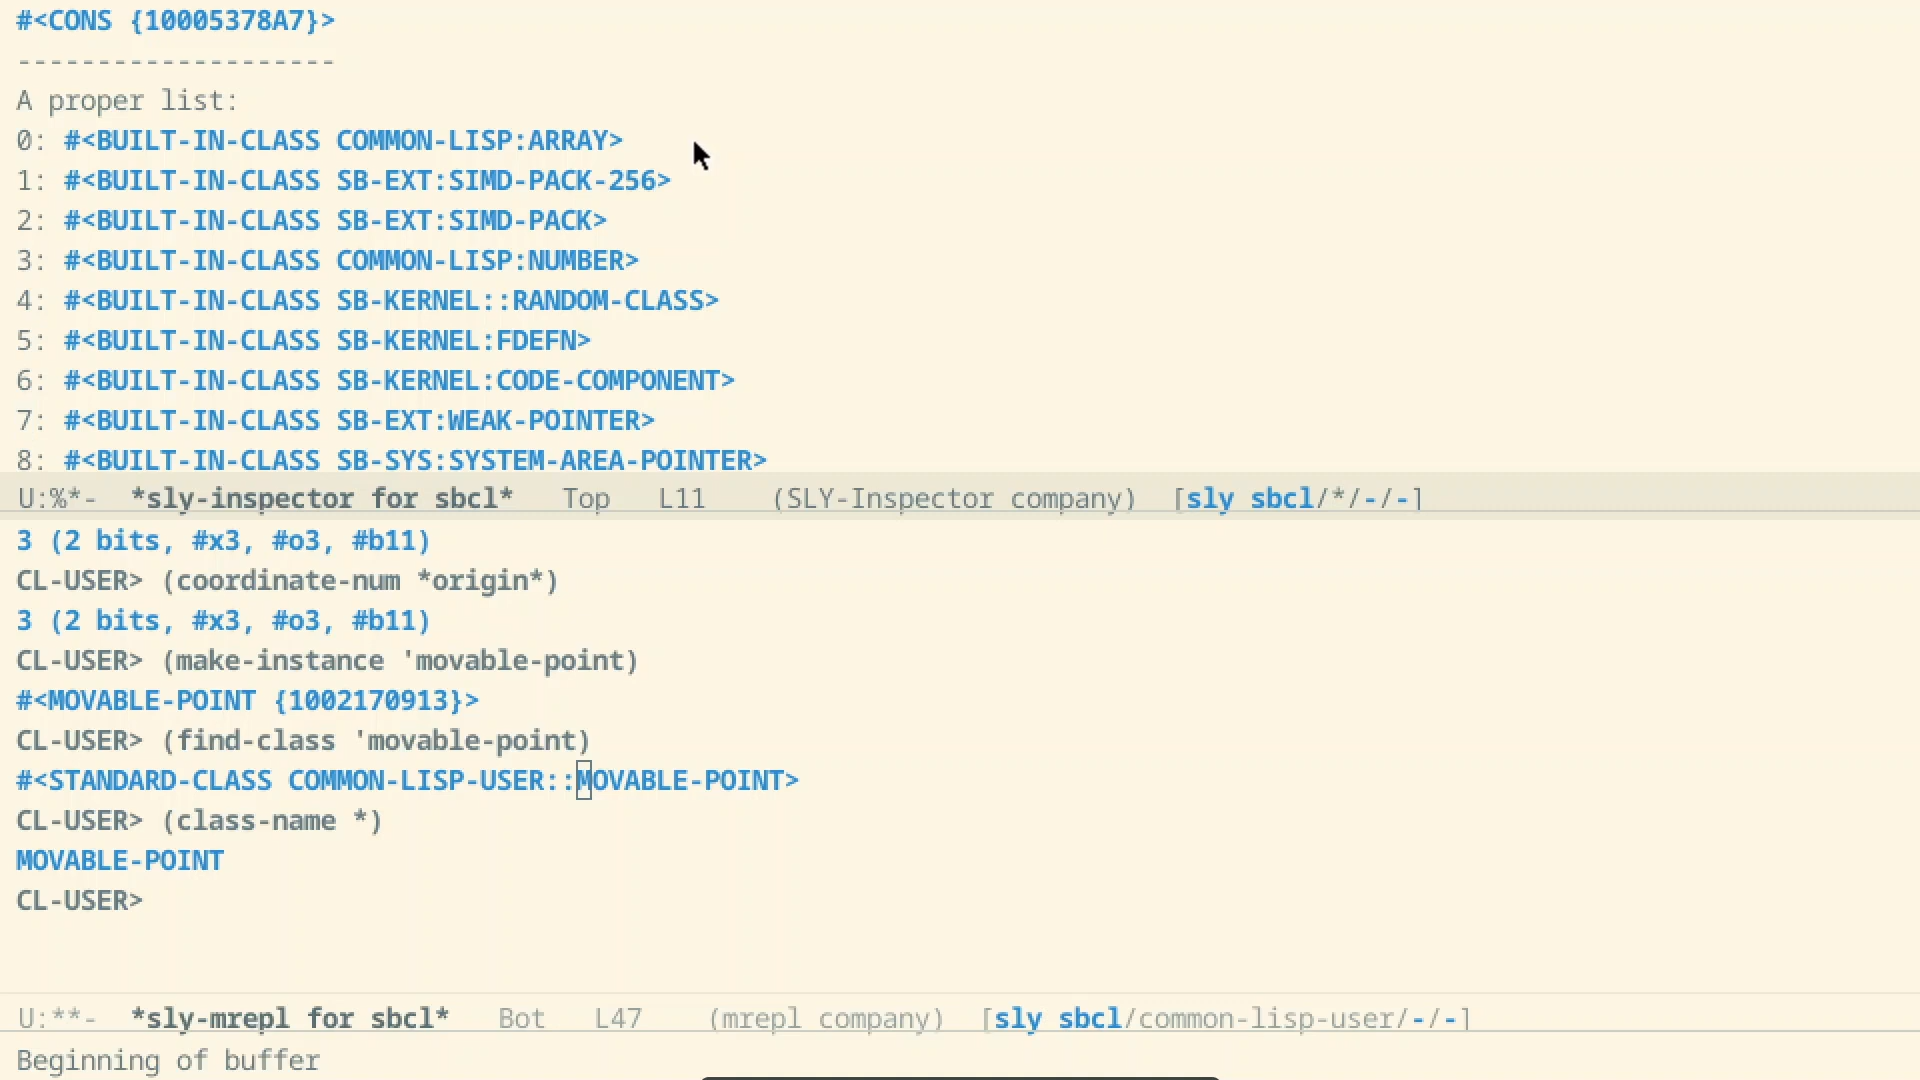 #<CONS {10005378A7}>
--------------------
A proper list:
0: #<BUILT-IN-CLASS COMMON-LISP:ARRAY>
1: #<BUILT-IN-CLASS SB-EXT:SIMD-PACK-256>
2: #<BUILT-IN-CLASS SB-EXT:SIMD-PACK>
3: #<BUILT-IN-CLASS COMMON-LISP:NUMBER>
4: #<BUILT-IN-CLASS SB-KERNEL::RANDOM-CLASS>
5: #<BUILT-IN-CLASS SB-KERNEL:FDEFN>
6: #<BUILT-IN-CLASS SB-KERNEL:CODE-COMPONENT>
7: #<BUILT-IN-CLASS SB-EXT:WEAK-POINTER>
8: #<BUILT-IN-CLASS SB-SYS:SYSTEM-AREA-POINTER>
U:%*-  *sly-inspector for sbcl*   Top   L11    (SLY-Inspector company)  [sly sbcl/*/-/-]
3 (2 bits, #x3, #o3, #b11)
CL-USER> (coordinate-num *origin*)
3 (2 bits, #x3, #o3, #b11)
CL-USER> (make-instance 'movable-point)
#<MOVABLE-POINT {1002170913}>
CL-USER> (find-class 'movable-point)
#<STANDARD-CLASS COMMON-LISP-USER::MOVABLE-POINT>
CL-USER> (class-name *)
MOVABLE-POINT
CL-USER>
U:**-  *sly-mrepl for sbcl*   Bot   L47    (mrepl company)  [sly sbcl/common-lisp-user/-/-]
Beginning of buffer